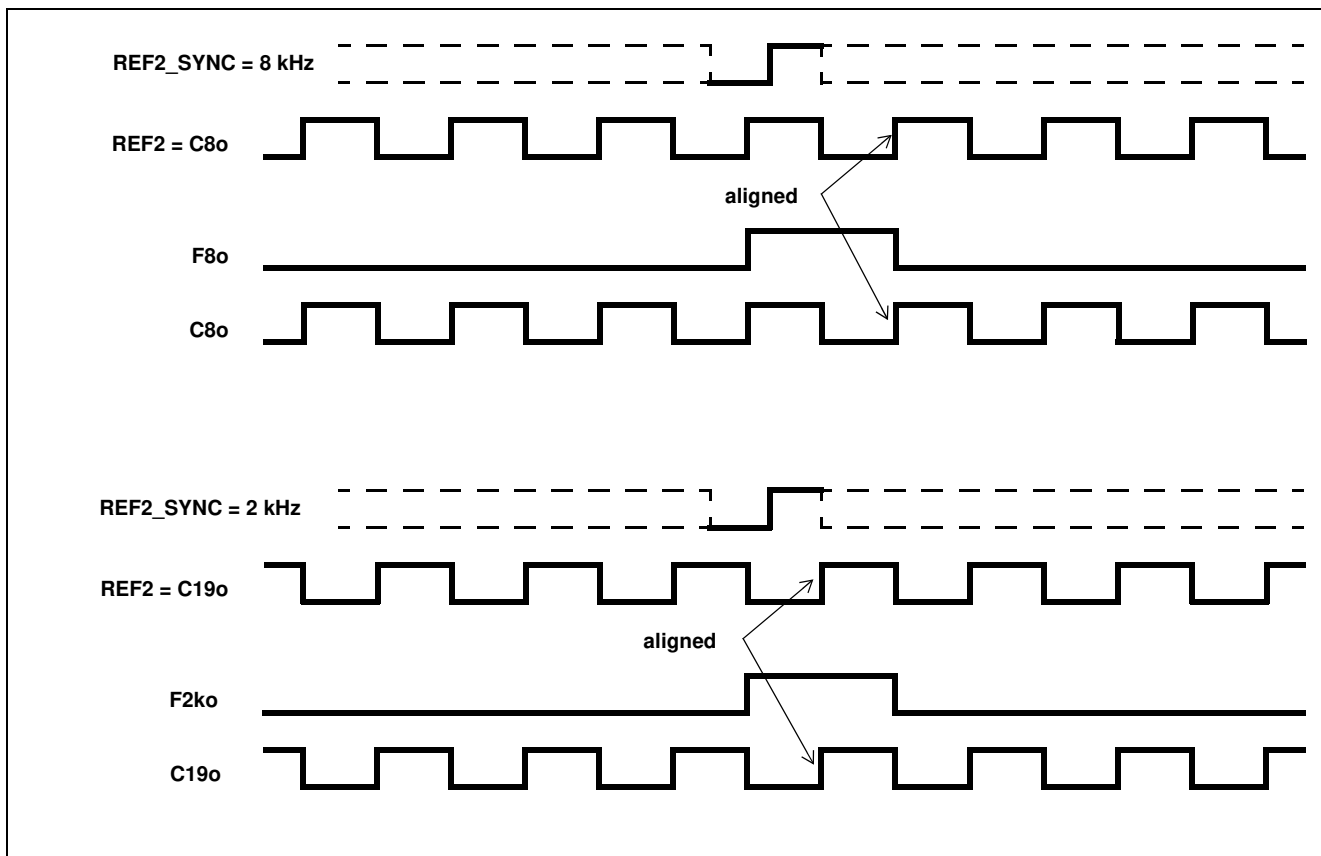 REF2_SYNC = 8 kHz
REF2 = C8o
aligned
F8o
C8o
REF2_SYNC = 2 kHz
REF2 = C19o
aligned
F2ko
C19o